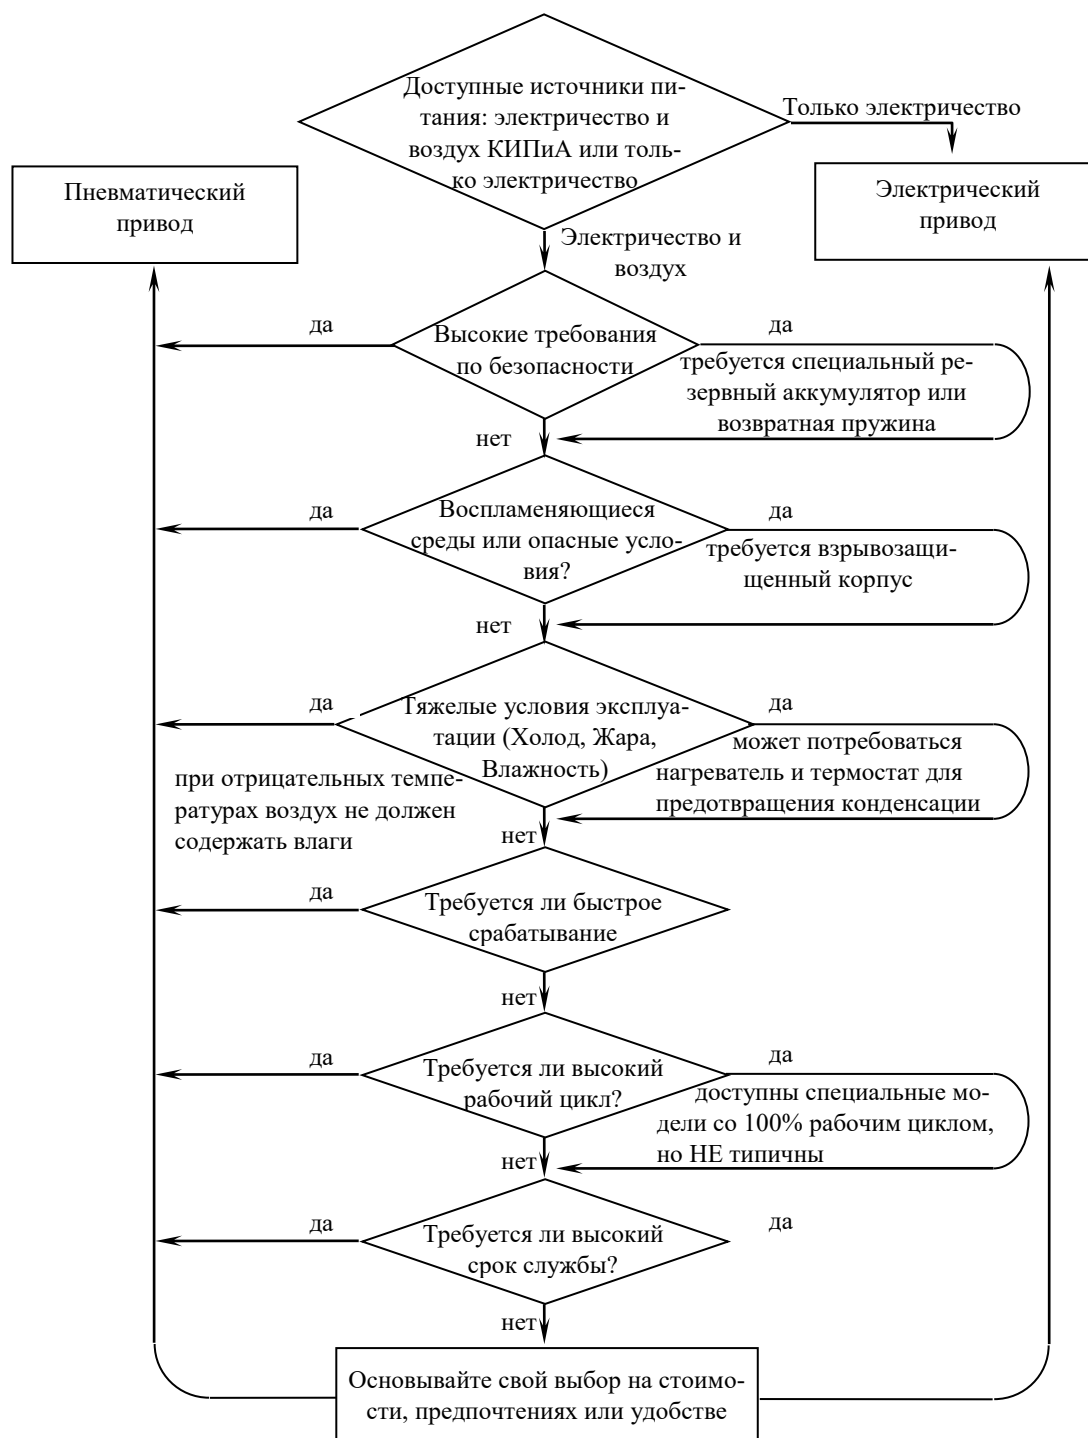 Доступные источники пи-
тания: электричество и
воздух КИПиА или толь-
ко электричество
Только электричество
Пневматический
привод
Электрический
привод
Электричество и
воздух
да
Высокие требования
по безопасности
да
требуется специальный ре-
зервный аккумулятор или
возвратная пружина
нет
да
Воспламеняющиеся
среды или опасные усло-
вия?
да
требуется взрывозащи-
щенный корпус
нет
да
Тяжелые условия эксплуа-
тации (Холод, Жара,
Влажность)
да
может потребоваться
нагреватель и термостат для
предотвращения конденсации
при отрицательных темпе-
ратурах воздух не должен
содержать влаги
нет
да
Требуется ли быстрое
срабатывание
нет
да
Требуется ли высокий
рабочий цикл?
да
доступны специальные мо-
дели со 100% рабочим циклом,
но НЕ типичны
нет
да
Требуется ли высокий
срок службы?
да
нет
Основывайте свой выбор на стоимо-
сти, предпочтениях или удобстве